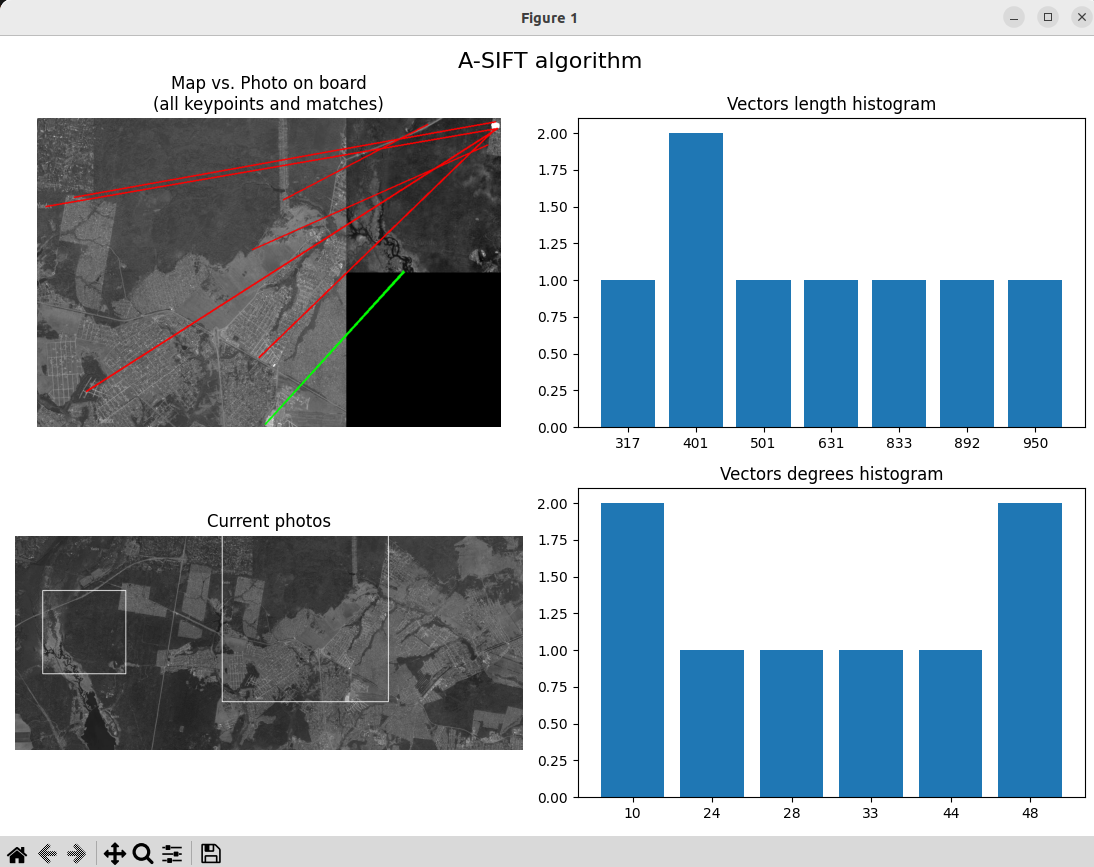 Figure 1
A-SIFT algorithm
Map vs. Photo on board
(all keypoints and matches)
Vectors length histogram
2.00
1.75
1.50
1.25
1.00
0.75
0.50
0.25
0.00
317 401 501 631 833 892 950
Current photos
Vectors degrees histogram
2.00
1.75
1.50
1.25
1.00
0.75
0.50
0.25
0.00
10 24 28 33 44 48